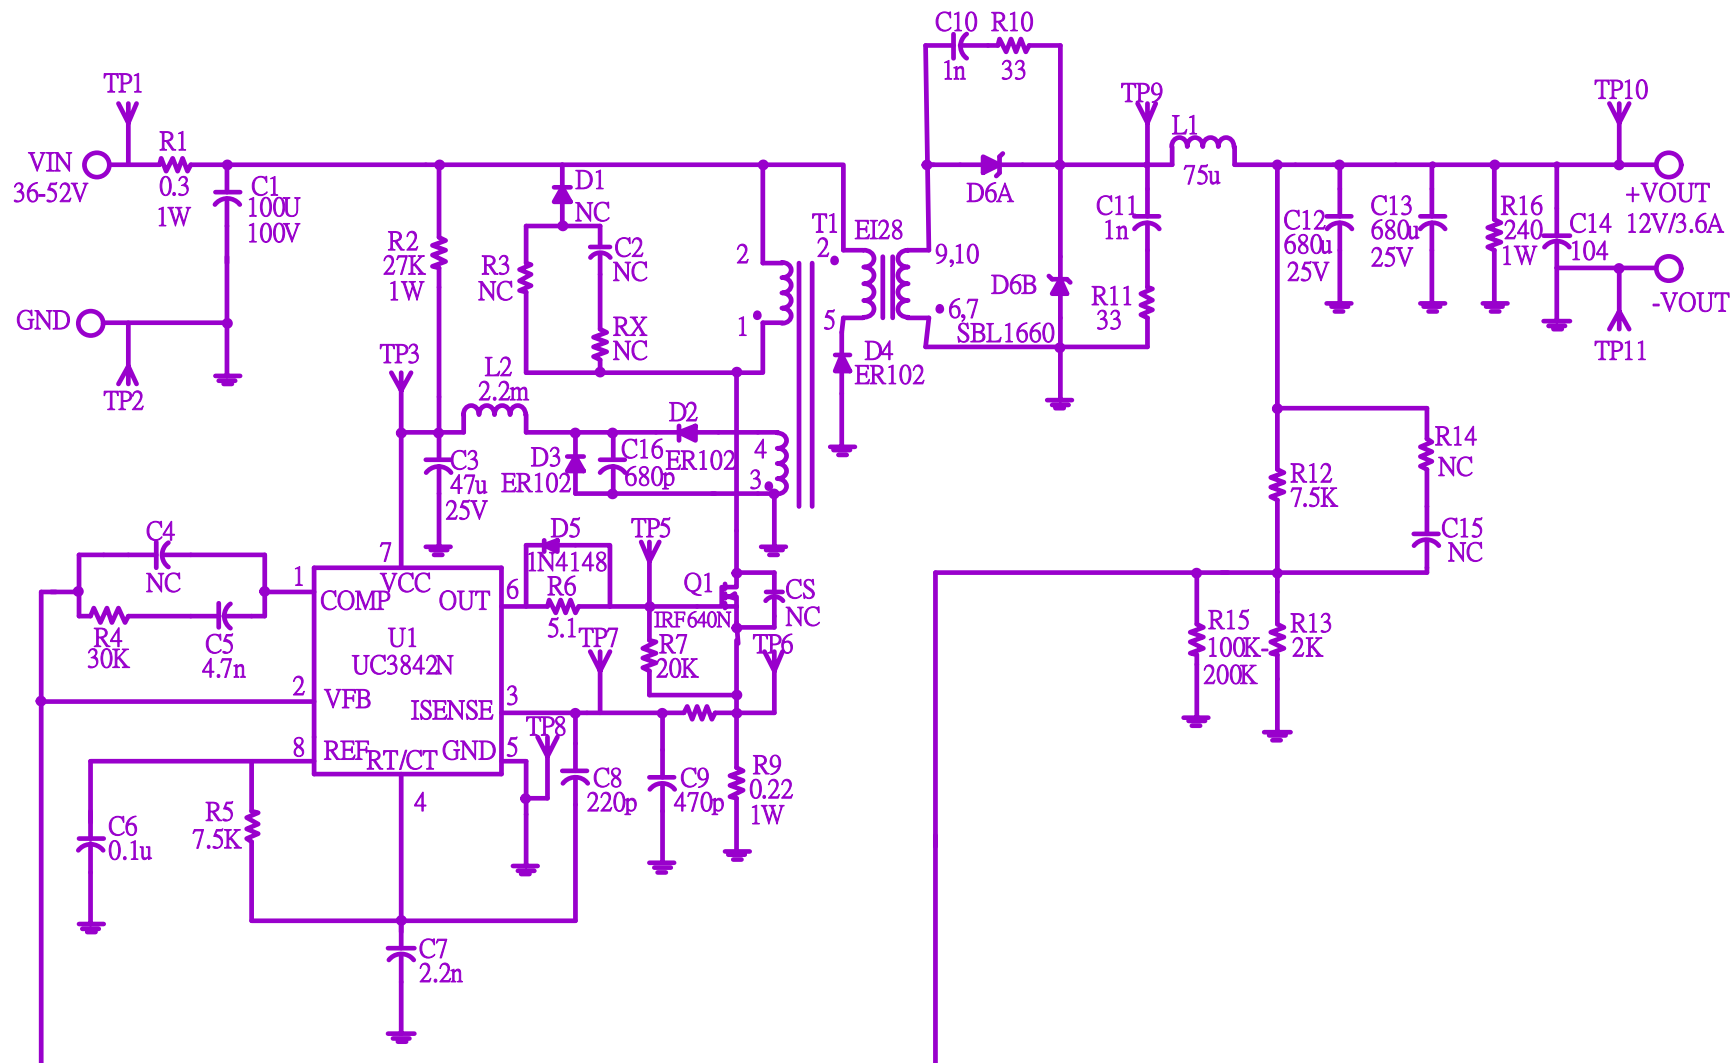 C10 R10
1n 33
TP1
TP9
TP10
R1
L1
VIN
36-52V
0.3
1W
C1
100U
100V
D1
NC
D6A
75u
+VOUT
12V/3.6A
R2
27K
1W
R3
NC
C2
NC
2
T1
2
EI28
9,10
C11
1n
C12
680u
25V
C13
680u
25V
R16
240
1W
C14
104
D6B
R11
33
-VOUT
GND
RX
NC
1
5
6,7
SBL1660
TP2
TP3
L2
2.2m
D4
ER102
TP11
D2
ER102
4
3
D3
ER102
C16
680p
C3
47u
25V
R14
NC
R12
7.5K
C15
NC
C4
NC
7
VCC
D5
1N4148
TP5
1
COMP
OUT
6
R6
5.1
Q1
IRF640N
CS
NC
R4
30K
C5
4.7n
U1
UC3842N
TP7
R7
20K
TP6
R15
100K-
200K
R13
2K
2
VFB
ISENSE
3
TP8
8
REF
RT/CT
GND
5
4
C8
220p
C9
470p
R9
0.22
1W
R5
7.5K
C6
0.1u
C7
2.2n